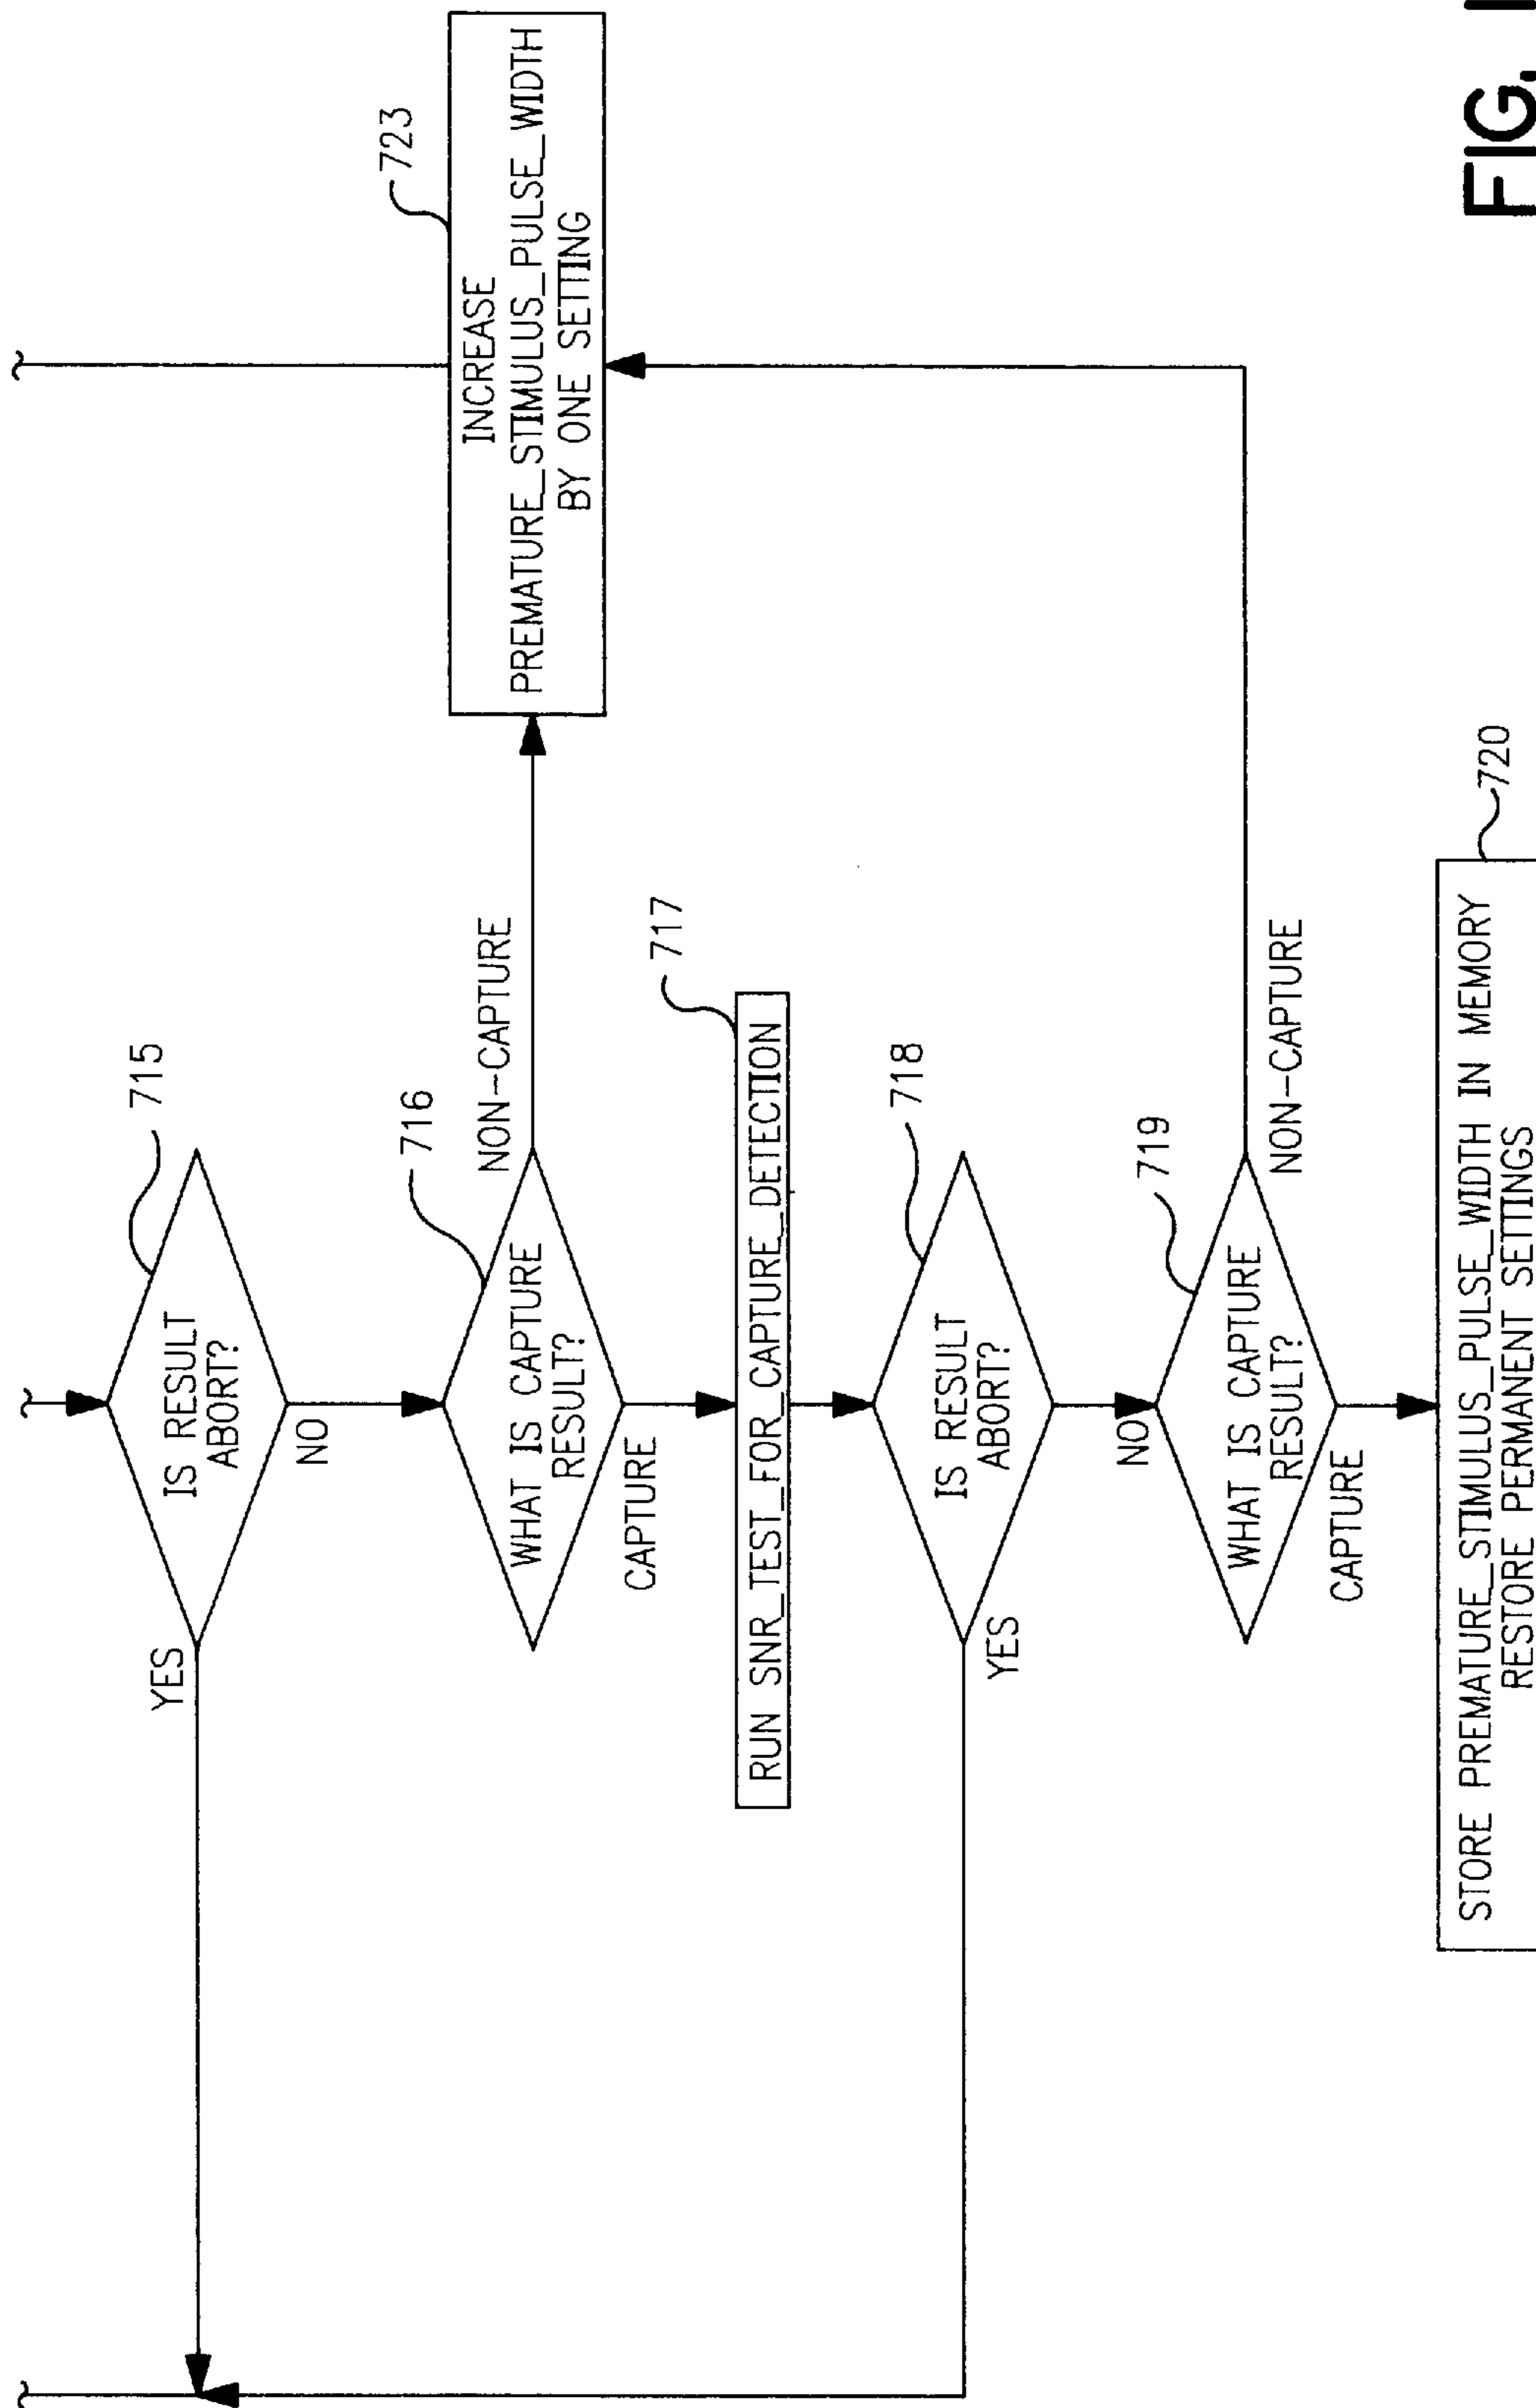 715
IS RESULT
ABORT?
YES
NO
716
WHAT IS CAPTURE
RESULT?
NON-CAPTURE
CAPTURE
723
INCREASE
PREMATURE_STIMULUS_PULSE_WIDTH
BY ONE SETTING
717
RUN SNR_TEST_FOR_CAPTURE_DETECTION
718
IS RESULT
ABORT?
YES
NO
719
WHAT IS CAPTURE
RESULT?
NON-CAPTURE
CAPTURE
720
STORE PREMATURE_STIMULUS_PULSE_WIDTH IN MEMORY
RESTORE PERMANENT SETTINGS
FIG.